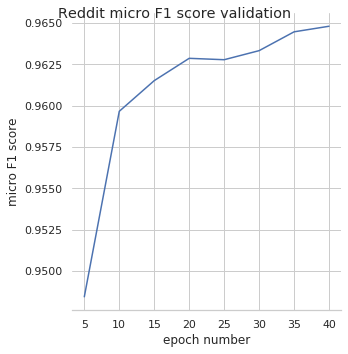 Reddit micro F1 score validation
0.9650
0.9625
0.9600
0.9575
0.9550
0.9525
0.9500
micro F1 score
5 10 15 20 25 30 35 40
epoch number